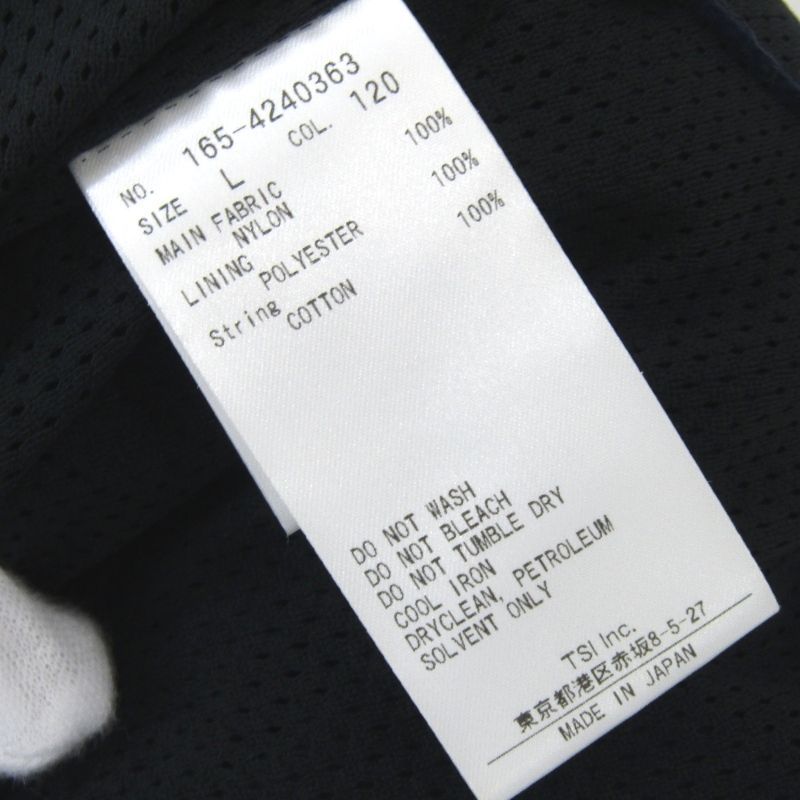 NO. 165-4240363
SIZE L COL. 120
MAIN FABRIC
NYLON 100%
LINING
POLYESTER 100%
String
COTTON 100%
DO NOT WASH
DO NOT BLEACH
DO NOT TUMBLE DRY
COOL IRON
DRYCLEAN, PETROLEUM
SOLVENT ONLY
TSI Inc.
東京都港区赤坂8-5-27
MADE IN JAPAN